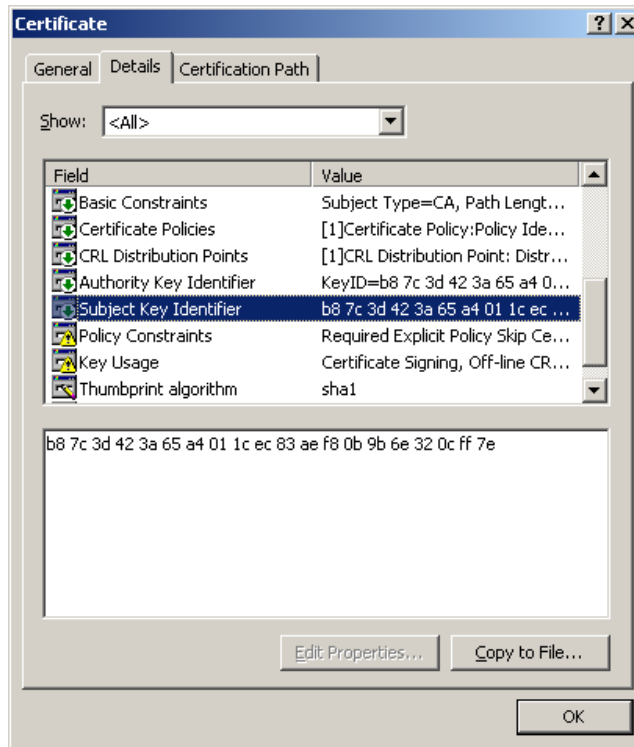 Certificate
General Details Certification Path
Show: <All>
Field Value
Basic Constraints Subject Type=CA, Path Lengt...
Certificate Policies [1]Certificate Policy:Policy Ide...
CRL Distribution Points [1]CRL Distribution Point: Distr...
Authority Key Identifier KeyID=b8 7c 3d 42 3a 65 a4 0...
Subject Key Identifier b8 7c 3d 42 3a 65 a4 01 1c ec ...
Policy Constraints Required Explicit Policy Skip Ce...
Key Usage Certificate Signing, Off-line CR...
Thumbprint algorithm sha1
b8 7c 3d 42 3a 65 a4 01 1c ec 83 ae f8 0b 9b 6e 32 0c ff 7e
Edit Properties... Copy to File...
OK